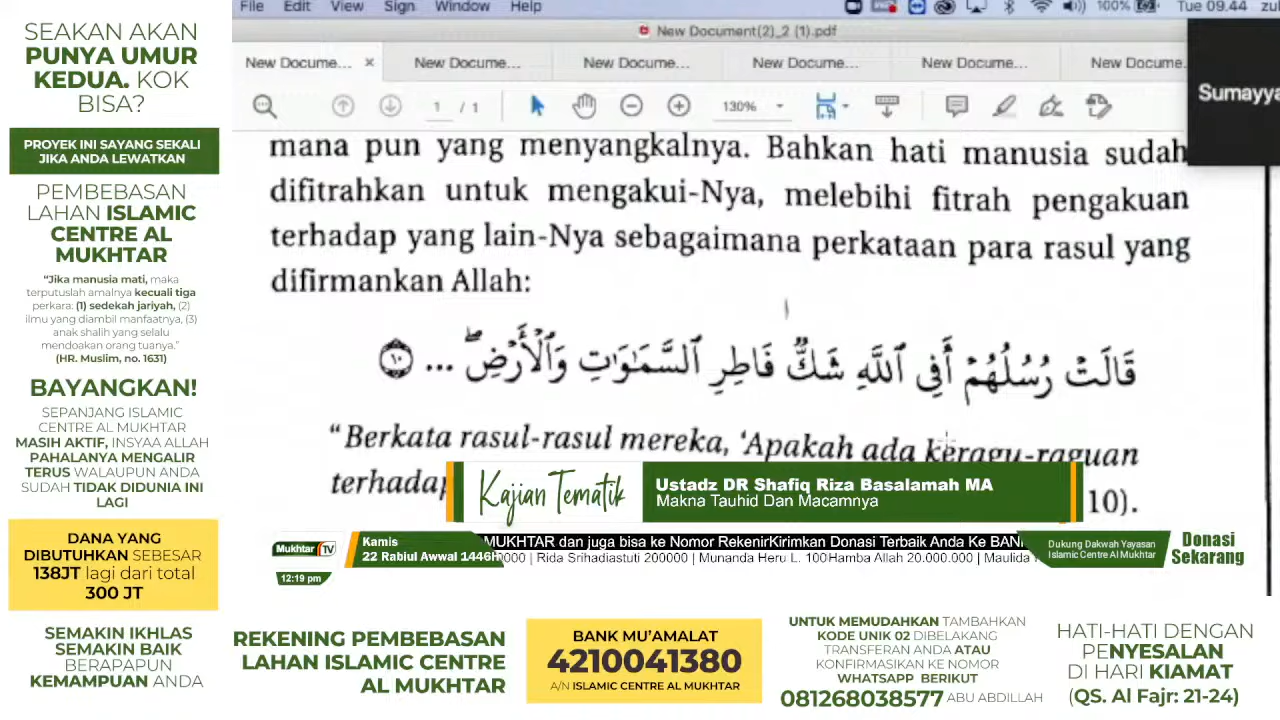 SEAKAN AKAN
PUNYA UMUR
KEDUA. KOK
BISA?
PROYEK INI SAYANG SEKALI
JIKA ANDA LEWATKAN
PEMBEBASAN
LAHAN ISLAMIC
CENTRE AL
MUKHTAR
“Jika manusia mati, maka
terputuslah amalnya kecuali tiga
perkara: (1) sedekah jariyah, (2)
ilmu yang diambil manfaatnya, (3)
anak shalih yang selalu
mendoakan orang tuanya.”
(HR. Muslim, no. 1631)
BAYANGKAN!
SEPANJANG ISLAMIC
CENTRE AL MUKHTAR
MASIH AKTIF, INSYAA ALLAH
PAHALANYA MENGALIR
TERUS WALAUPUN ANDA
SUDAH TIDAK DIDUNIA INI
LAGI
DANA YANG
DIBUTUHKAN SEBESAR
138JT lagi dari total
300 JT
SEMAKIN IKHLAS
SEMAKIN BAIK
BERAPAPUN
KEMAMPUAN ANDA
File Edit View Sign Window Help
100% Tue 09.44 zul
New Document(2)_2 (1).pdf
New Docume... × New Docume... New Docume... New Docume... New Docume... New Docume
1 / 1 130%
Sumayya
mana pun yang menyangkalnya. Bahkan hati manusia sudah
difitrahkan untuk mengakui-Nya, melebihi fitrah pengakuan
terhadap yang lain-Nya sebagaimana perkataan para rasul yang
difirmankan Allah:
قَالَتْ رُسُلُهُمْ أَفِي ٱللَّهِ شَكٌّ فَاطِرِ ٱلسَّمَٰوَٰتِ وَٱلْأَرْضِۖ ... ١٠
“Berkata rasul-rasul mereka, ‘Apakah ada keragu-raguan
terhadap
10).
Kajian Tematik
Ustadz DR Shafiq Riza Basalamah MA
Makna Tauhid Dan Macamnya
Mukhtar TV
12:19 pm
Kamis
22 Rabiul Awwal 1446H
MUKHTAR dan juga bisa ke Nomor RekenirKirimkan Donasi Terbaik Anda Ke BAN
0000 | Rida Srihadiastuti 200000 | Munanda Heru L. 100Hamba Allah 20.000.000 | Maulida
Dukung Dakwah Yayasan
Islamic Centre Al Mukhtar
Donasi
Sekarang
REKENING PEMBEBASAN
LAHAN ISLAMIC CENTRE
AL MUKHTAR
BANK MU’AMALAT
4210041380
A/N ISLAMIC CENTRE AL MUKHTAR
UNTUK MEMUDAHKAN TAMBAHKAN
KODE UNIK 02 DIBELAKANG
TRANSFERAN ANDA ATAU
KONFIRMASIKAN KE NOMOR
WHATSAPP BERIKUT
081268038577 ABU ABDILLAH
HATI-HATI DENGAN
PENYESALAN
DI HARI KIAMAT
(QS. Al Fajr: 21-24)